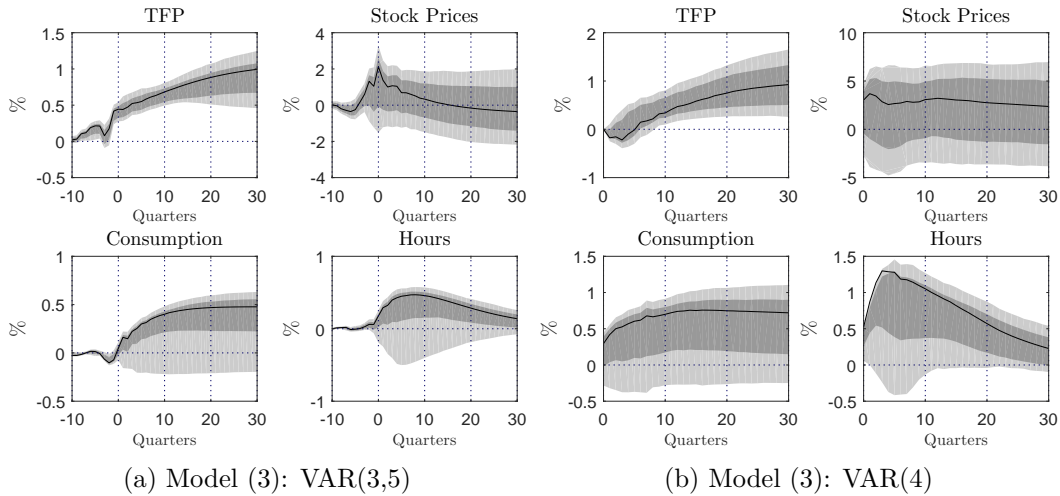 TFP
Stock Prices
TFP
Stock Prices
1.5
1
0.5
0
-0.5
%
-10 0 10 20 30
Quarters
4
2
0
-2
-4
%
-10 0 10 20 30
Quarters
2
1
0
-1
%
0 10 20 30
Quarters
10
5
0
-5
%
0 10 20 30
Quarters
Consumption
Hours
Consumption
Hours
1
0.5
0
-0.5
%
-10 0 10 20 30
Quarters
1
0
-1
%
-10 0 10 20 30
Quarters
1.5
1
0.5
0
-0.5
%
0 10 20 30
Quarters
1.5
1
0.5
0
-0.5
%
0 10 20 30
Quarters
(a) Model (3): VAR(3,5)
(b) Model (3): VAR(4)